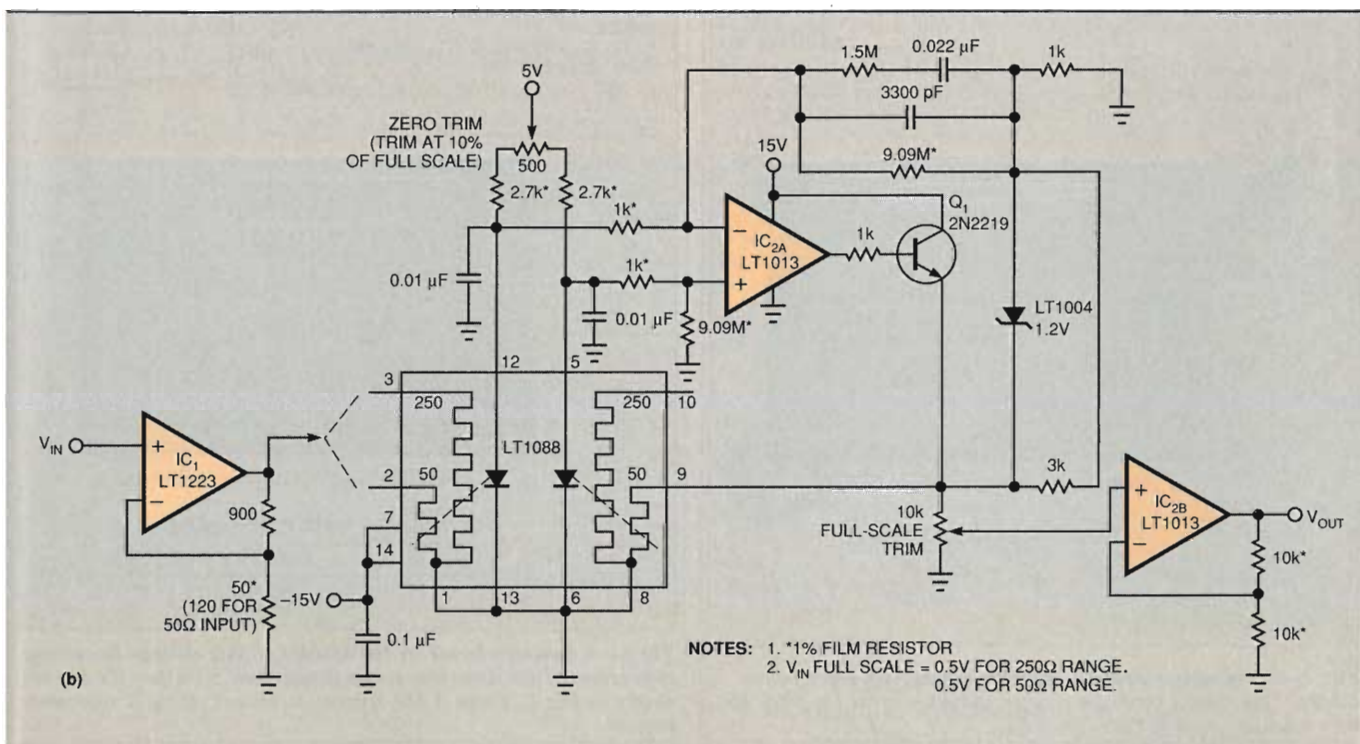 1.5M
0.022 µF
1k
3300 pF
5V
ZERO TRIM
(TRIM AT 10%
OF FULL SCALE)
500
15V
9.09M*
2.7k*
2.7k*
Q1
2N2219
1k*
−
IC2A
LT1013
+
1k
0.01 µF
1k*
0.01 µF
9.09M*
LT1004
1.2V
12
5
3
250
250
10
VIN
+
IC1
LT1223
−
LT1088
2
50
50
9
3k
900
7
10k
FULL-SCALE
TRIM
+
IC2B
LT1013
−
VOUT
14
10k*
50*
(120 FOR
50Ω INPUT)
−15V
1
13
6
8
0.1 µF
10k*
NOTES: 1. *1% FILM RESISTOR
2. VIN FULL SCALE = 0.5V FOR 250Ω RANGE.
0.5V FOR 50Ω RANGE.
(b)